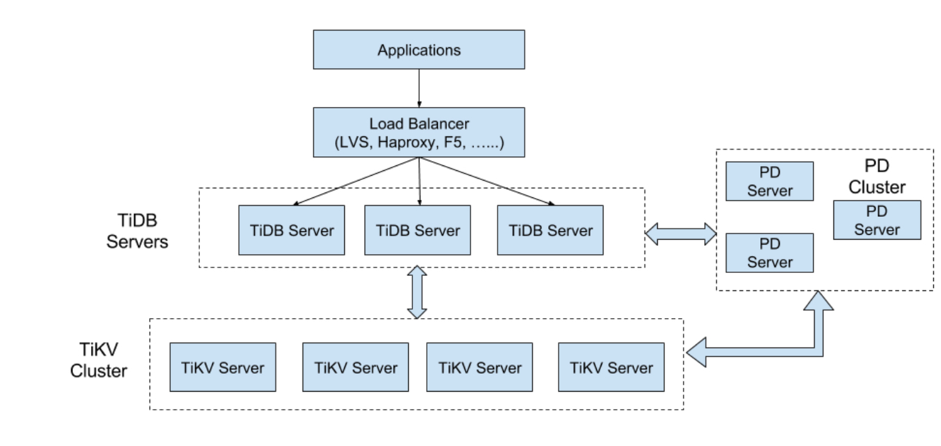 Applications
Load Balancer
(LVS, Haproxy, F5, …...)
TiDB
Servers
TiDB Server
TiDB Server
TiDB Server
PD
Cluster
PD
Server
PD
Server
PD
Server
TiKV
Cluster
TiKV Server
TiKV Server
TiKV Server
TiKV Server